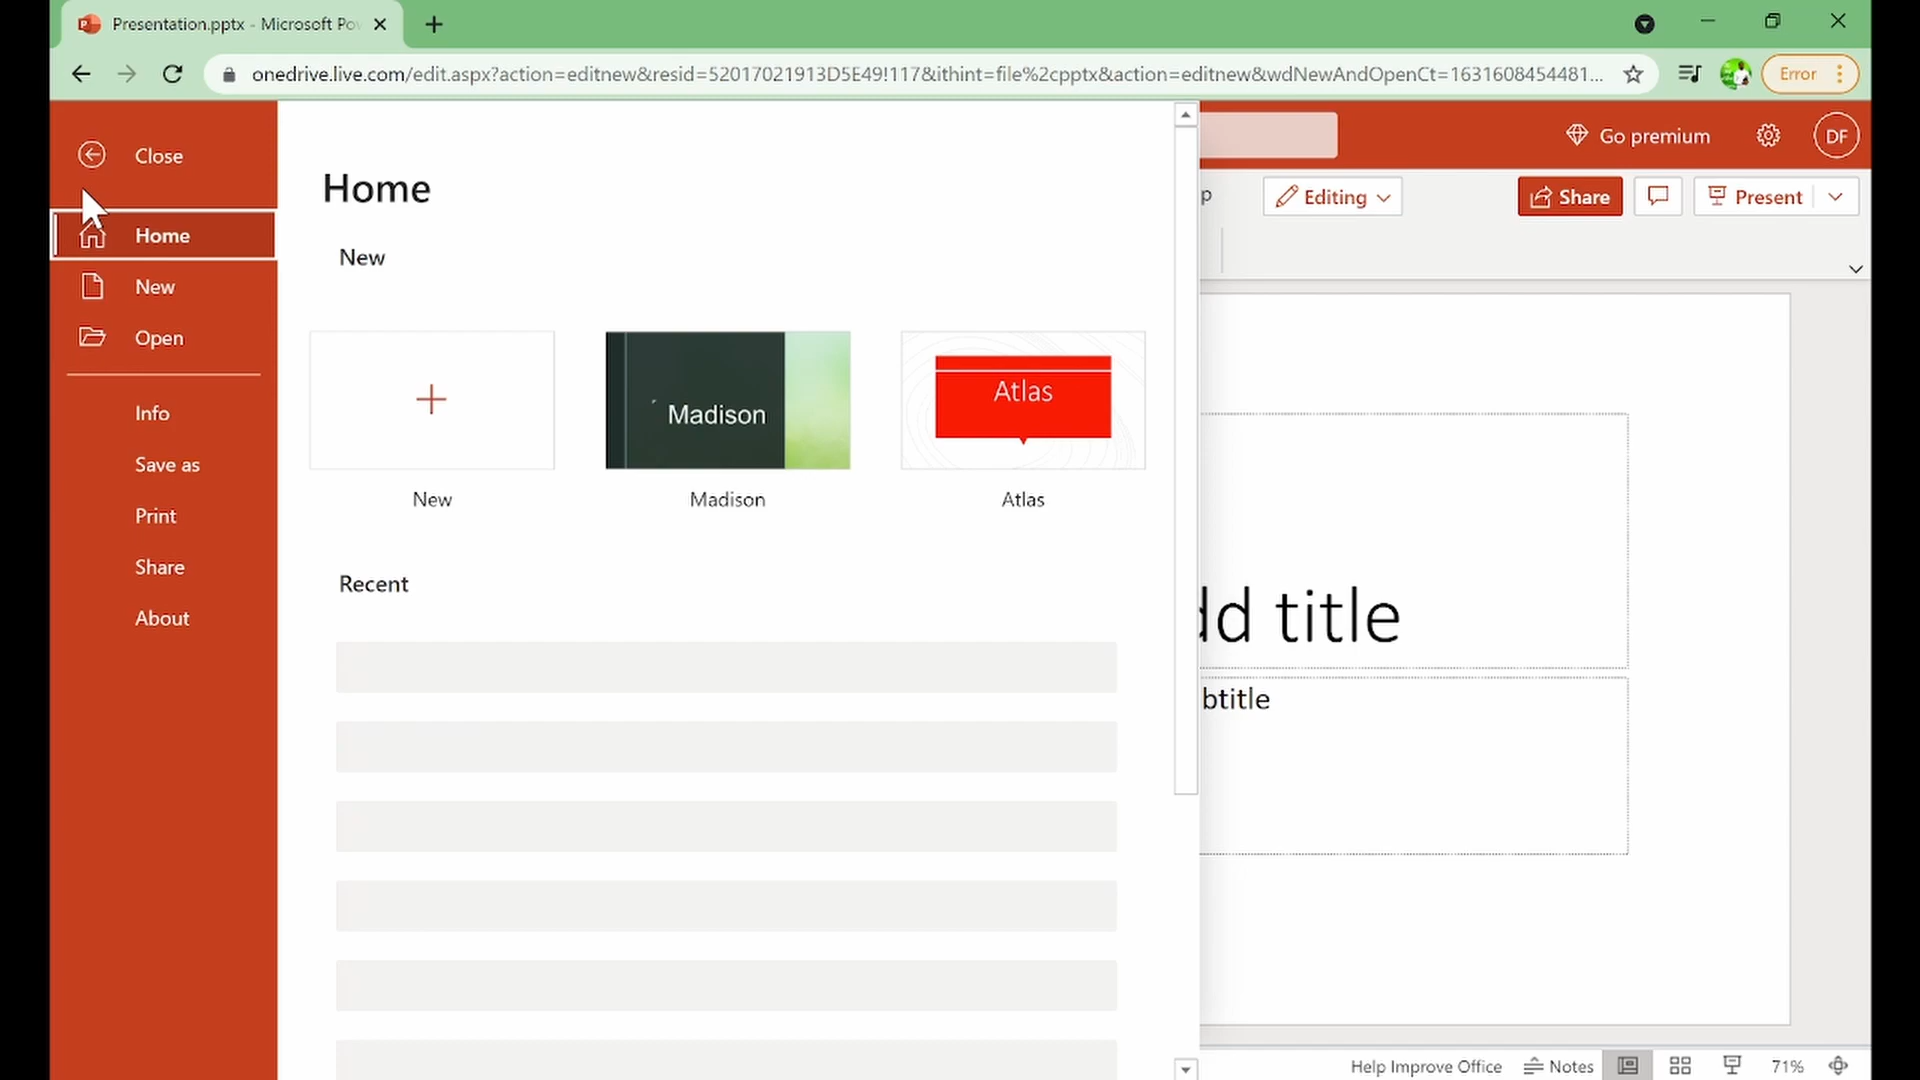 Presentation.pptx - Microsoft Po
onedrive.live.com/edit.aspx?action=editnew&resid=52017021913D5E49!117&ithint=file%2cpptx&action=editnew&wdNewAndOpenCt=1631608454481...
Error
Close
Home
New
Open
Info
Save as
Print
Share
About
Home
New
Madison
Atlas
New
Madison
Atlas
Recent
Go premium
DF
p
Editing
Share
Present
dd title
btitle
Help Improve Office
Notes
71%